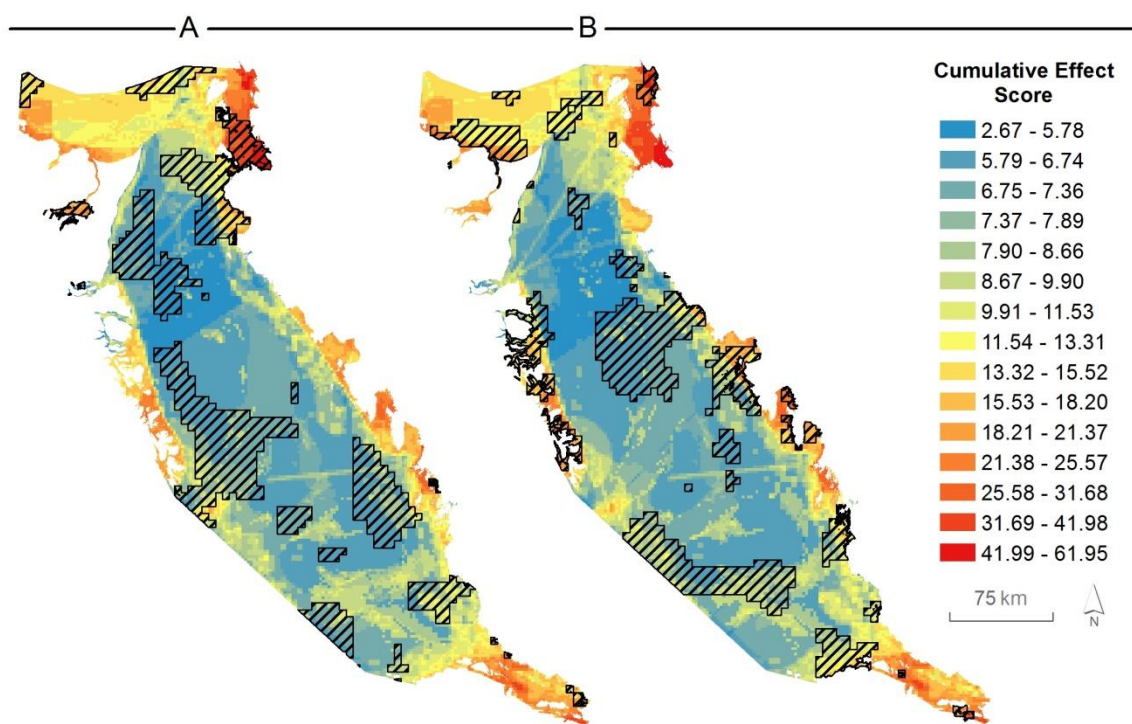 A
B
Cumulative Effect
Score
2.67 - 5.78
5.79 - 6.74
6.75 - 7.36
7.37 - 7.89
7.90 - 8.66
8.67 - 9.90
9.91 - 11.53
11.54 - 13.31
13.32 - 15.52
15.53 - 18.20
18.21 - 21.37
21.38 - 25.57
25.58 - 31.68
31.69 - 41.98
41.99 - 61.95
75 km
N